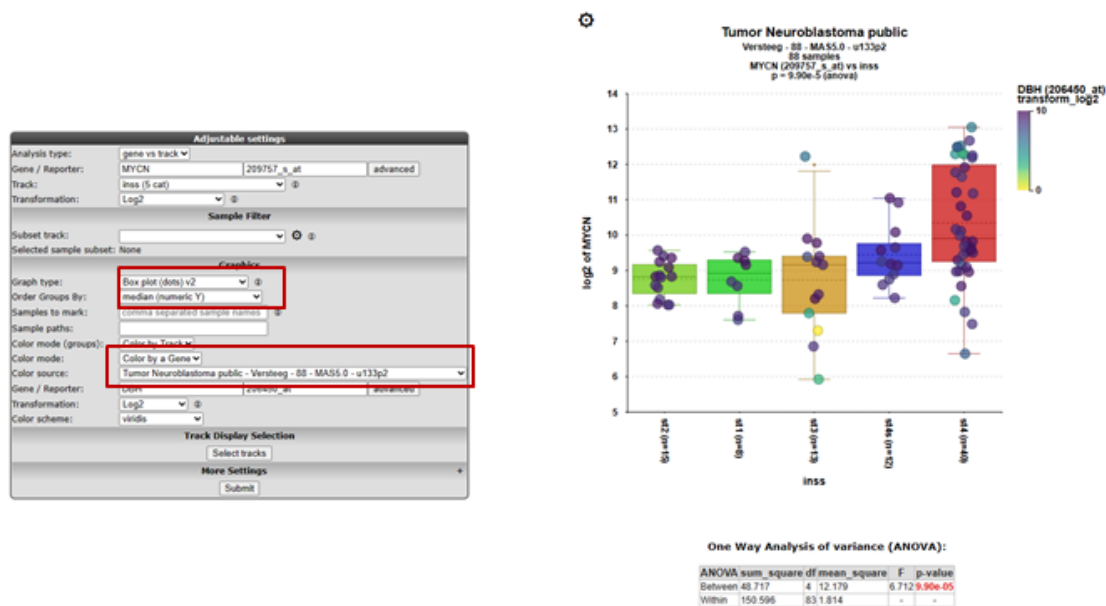 Adjustable settings
Analysis type: gene vs track
Gene / Reporter: MYCN 209757_s_at advanced
Track: inss (5 cat)
Transformation: Log2
Sample Filter
Subset track:
Selected sample subset: None
Graphics
Graph type: Box plot (dots) v2
Order Groups By: median (numeric Y)
Samples to mark: comma separated sample names
Sample paths:
Color mode (groups): Color by Track
Color mode: Color by a Gene
Color source: Tumor Neuroblastoma public - Versteeg - 88 - MAS5.0 - u133p2
Gene / Reporter: DBH 206450_at advanced
Transformation: Log2
Color scheme: viridis
Track Display Selection
Select tracks
More Settings +
Submit
Tumor Neuroblastoma public
Versteeg - 88 - MAS5.0 - u133p2
88 samples
MYCN (209757_s_at) vs inss
p = 9.90e-5 (anova)
DBH (206450_at)
transform_log2
10
0
log2 of MYCN
14
13
12
11
10
9
8
7
6
5
st2 (n=15)
st1 (n=8)
st3 (n=13)
st4s (n=12)
st4 (n=40)
inss
One Way Analysis of variance (ANOVA):
ANOVA sum_square df mean_square F p-value
Between 48.717 4 12.179 6.712 9.90e-05
Within 150.596 83 1.814 - -